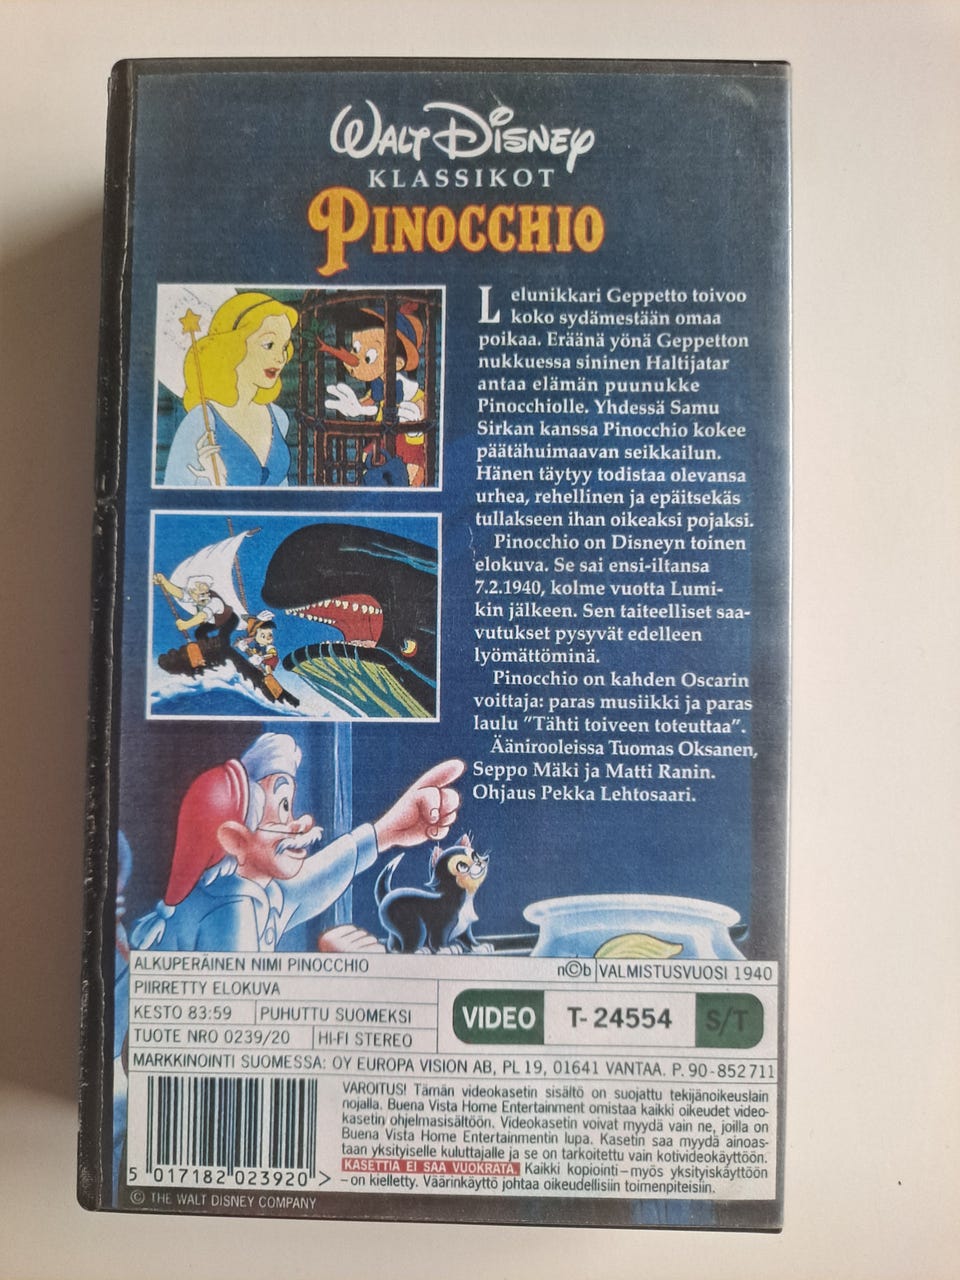 WALT DISNEY
KLASSIKOT
PINOCCHIO
Lelunikkari Geppetto toivoo
koko sydämestään omaa
poikaa. Eräänä yönä Geppetton
nukkuessa sininen Haltijatar
antaa elämän puunukke
Pinocchiolle. Yhdessä Samu
Sirkan kanssa Pinocchio kokee
päätähuimaavan seikkailun.
Hänen täytyy todistaa olevansa
urhea, rehellinen ja epäitsekäs
tullakseen ihan oikeaksi pojaksi.
Pinocchio on Disneyn toinen
elokuva. Se sai ensi-iltansa
7.2.1940, kolme vuotta Lumi-
kin jälkeen. Sen taiteelliset saa-
vutukset pysyvät edelleen
lyömättöminä.
Pinocchio on kahden Oscarin
voittaja: paras musiikki ja paras
laulu "Tähti toiveen toteuttaa".
Äänirooleissa Tuomas Oksanen,
Seppo Mäki ja Matti Ranin.
Ohjaus Pekka Lehtosaari.
ALKUPERÄINEN NIMI PINOCCHIO
n©b VALMISTUSVUOSI 1940
PIIRRETTY ELOKUVA
KESTO 83:59 PUHUTTU SUOMEKSI
TUOTE NRO 0239/20 HI-FI STEREO
VIDEO T-24554 S/T
MARKKINOINTI SUOMESSA: OY EUROPA VISION AB, PL 19, 01641 VANTAA. P. 90-852711
VAROITUS! Tämän videokasetin sisältö on suojattu tekijänoikeuslain
nojalla. Buena Vista Home Entertainment omistaa kaikki oikeudet video-
kasetin ohjelmasisältöön. Videokasetin voivat myydä vain ne, joilla on
Buena Vista Home Entertainmentin lupa. Kasetin saa myydä ainoas-
taan yksityiselle kuluttajalle ja se on tarkoitettu vain kotivideokäyttöön.
KASETTIA EI SAA VUOKRATA. Kaikki kopiointi – myös yksityiskäyttöön
– on kielletty. Väärinkäyttö johtaa oikeudellisiin toimenpiteisiin.
5 017182 023920 >
© THE WALT DISNEY COMPANY